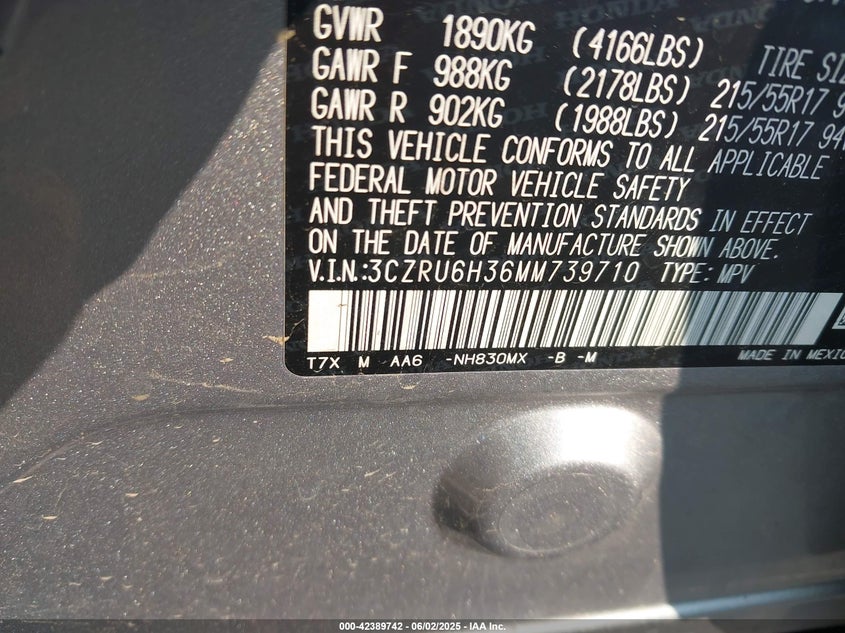 GVWR 1890KG (4166LBS) TIRE
GAWR F 988KG (2178LBS) 215/55R17
GAWR R 902KG (1988LBS) 215/55R17
THIS VEHICLE CONFORMS TO ALL APPLICABLE
FEDERAL MOTOR VEHICLE SAFETY
AND THEFT PREVENTION STANDARDS IN EFFECT
ON THE DATE OF MANUFACTURE SHOWN ABOVE.
V.I.N.:3CZRU6H36MM739710 TYPE: MPV
T7X M AA6 -NH830MX -B -M
MADE IN
000-42389742 / 06/02/2025 - IAA Inc.